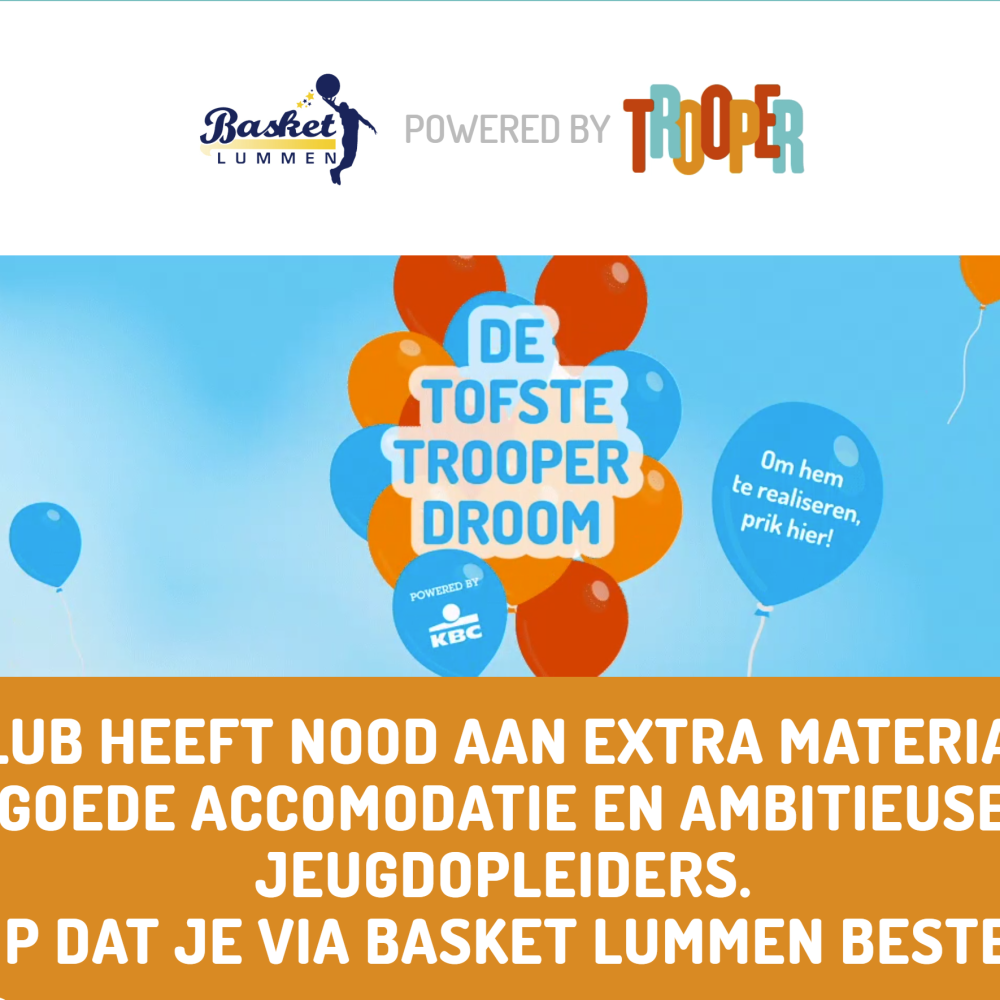 Basket
LUMMEN
POWERED BY TROOPER
DE
TOFSTE
TROOPER
DROOM
Om hem
te realiseren,
prik hier!
POWERED BY
KBC
LUB HEEFT NOOD AAN EXTRA MATERIA
GOEDE ACCOMODATIE EN AMBITIEUSE
JEUGDOPLEIDERS.
P DAT JE VIA BASKET LUMMEN BESTE